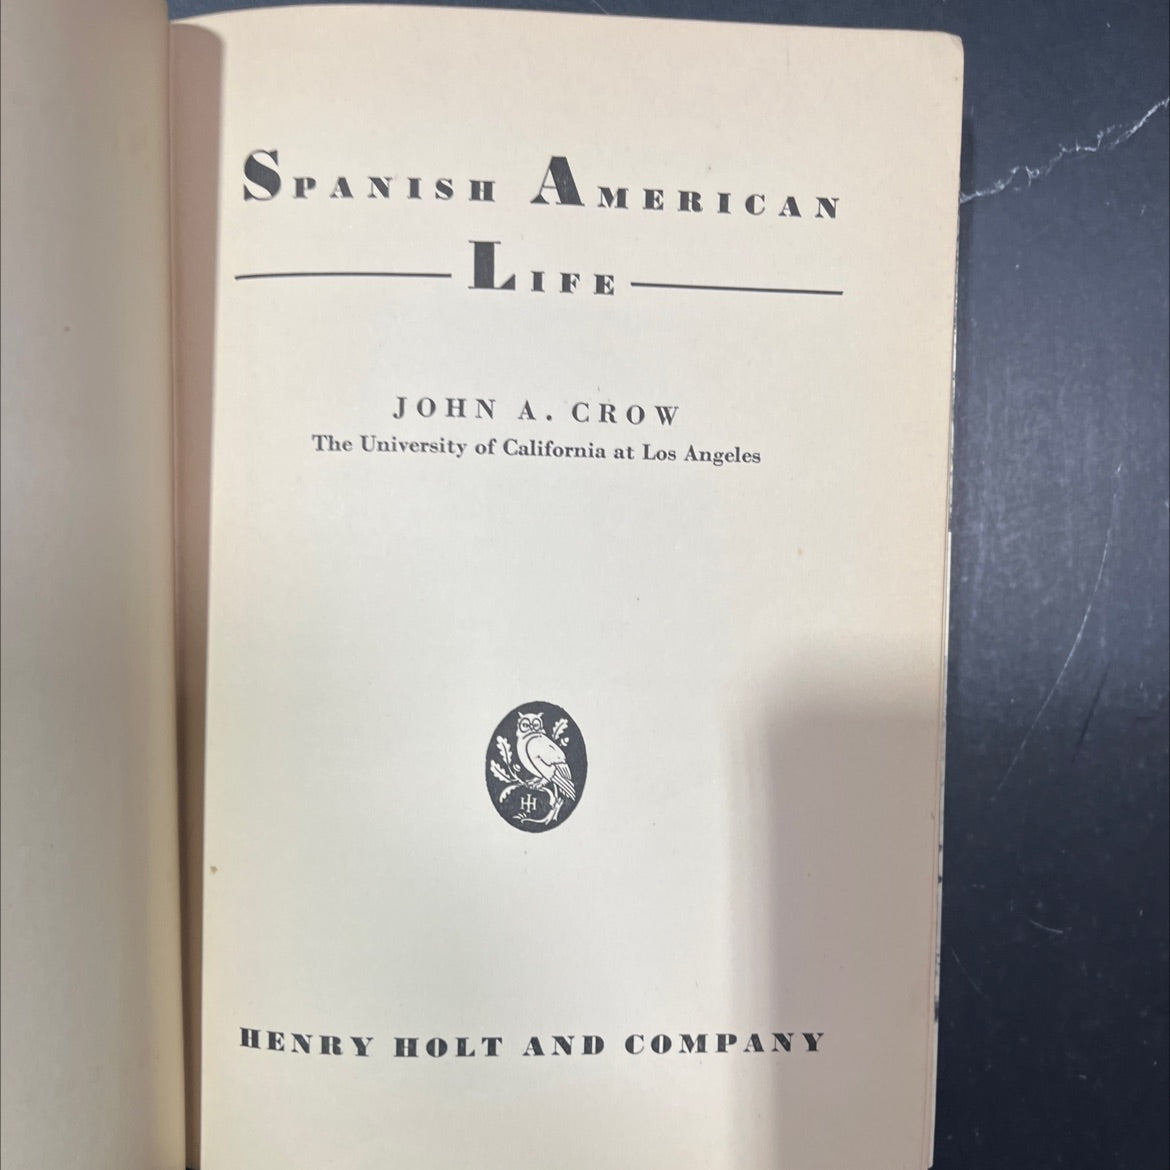 SPANISH AMERICAN
LIFE
JOHN A. CROW
The University of California at Los Angeles
HH
HENRY HOLT AND COMPANY